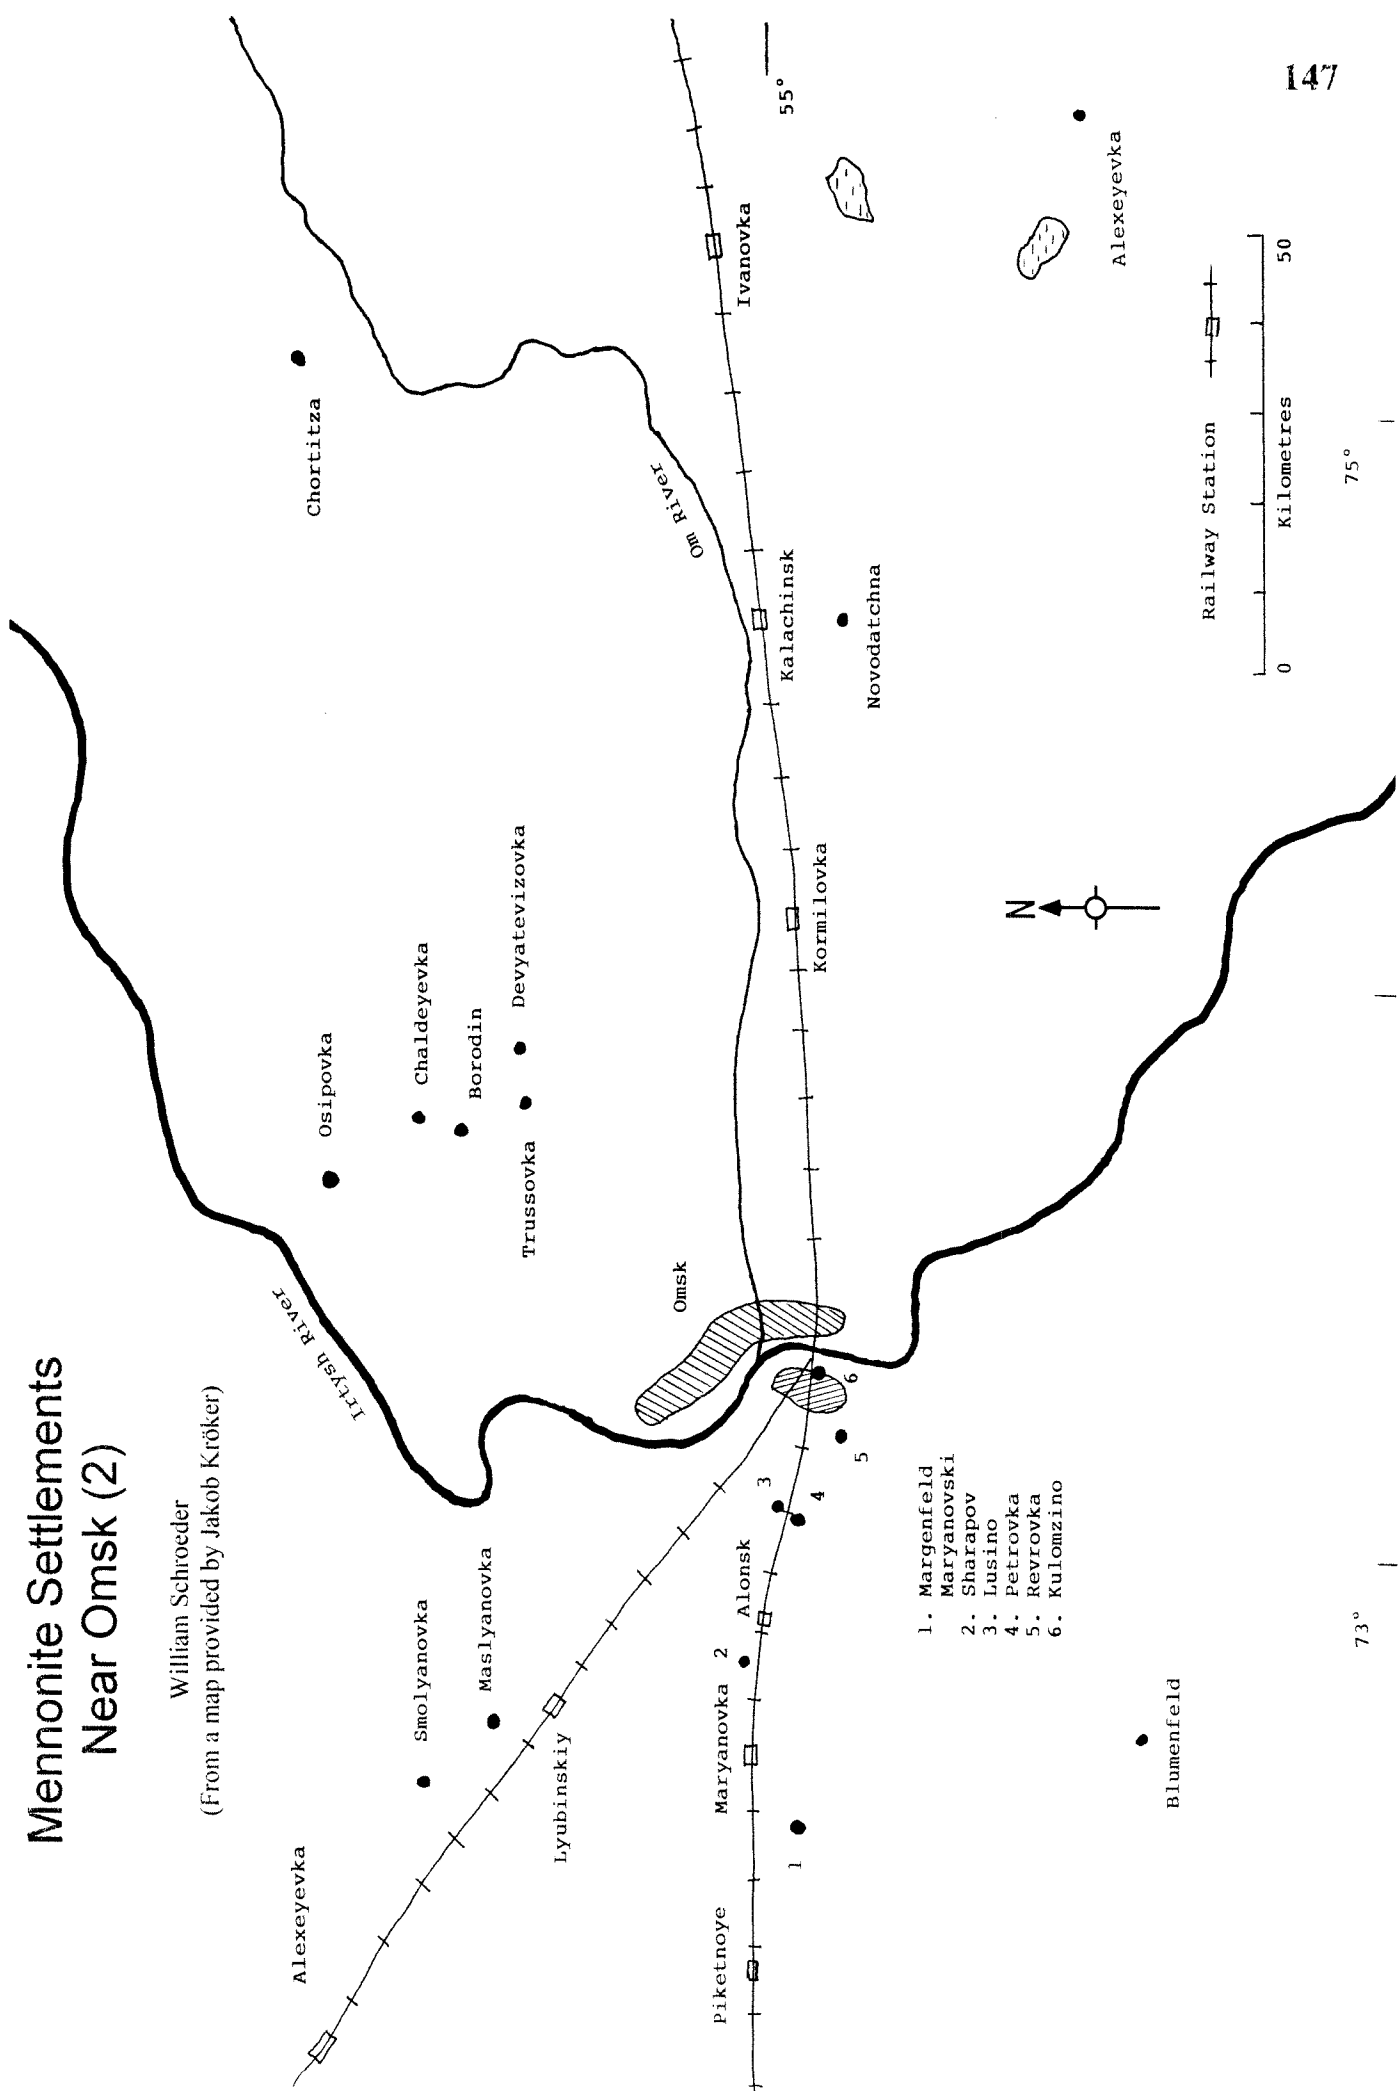 Mennonite Settlements
Near Omsk (2)
William Schroeder
(From a map provided by Jakob Kröker)
Alexeyevka
Smolyanovka
Maslyanovka
Lyubinskiy
Irtysh River
Osipovka
Chaldeyevka
Borodin
Trussovka
Devyatevizovka
Chortitza
Om River
Omsk
Piketnoye
Maryanovka
2
Alonsk
3
4
1
5
6
Kormilovka
Kalachinsk
Ivanovka
55°
Novodatchna
Alexeyevka
N
1. Margenfeld
Maryanovski
2. Sharapov
3. Lusino
4. Petrovka
5. Revrovka
6. Kulomzino
Blumenfeld
Railway Station
0
50
Kilometres
73°
75°
147